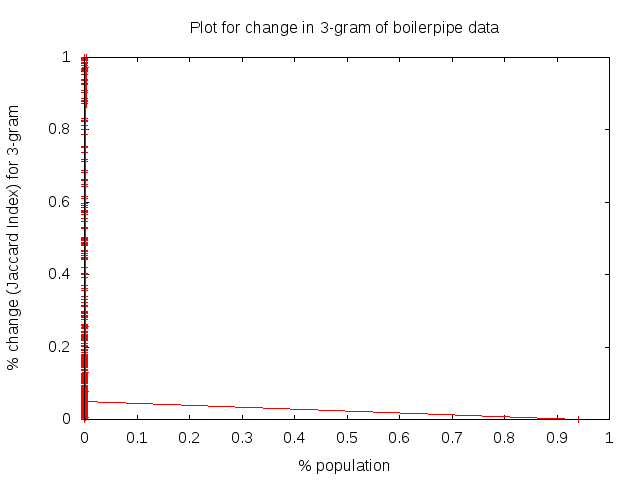 Plot for change in 3-gram of boilerpipe data
% change (Jaccard Index) for 3-gram
1
0.8
0.6
0.4
0.2
0
0 0.1 0.2 0.3 0.4 0.5 0.6 0.7 0.8 0.9 1
% population